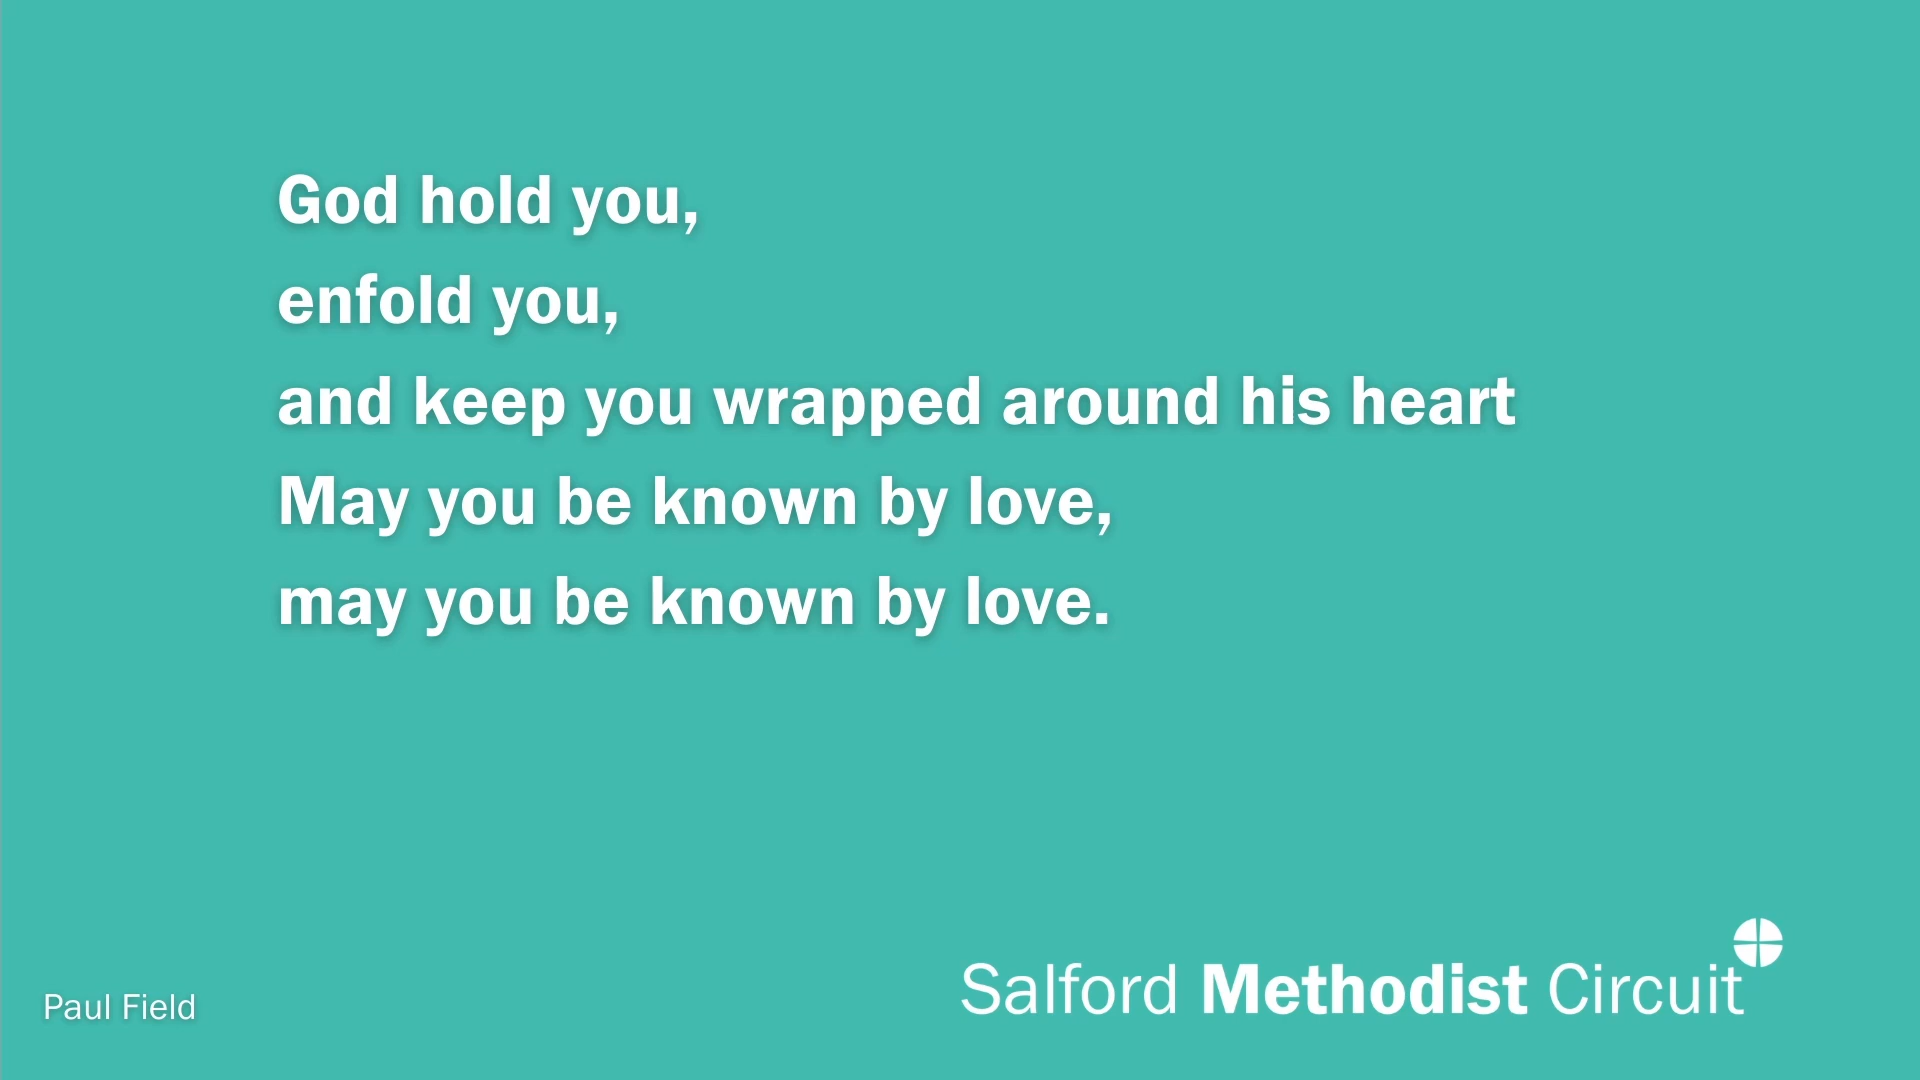 God hold you,
enfold you,
and keep you wrapped around his heart
May you be known by love,
may you be known by love.
Paul Field
Salford Methodist Circuit